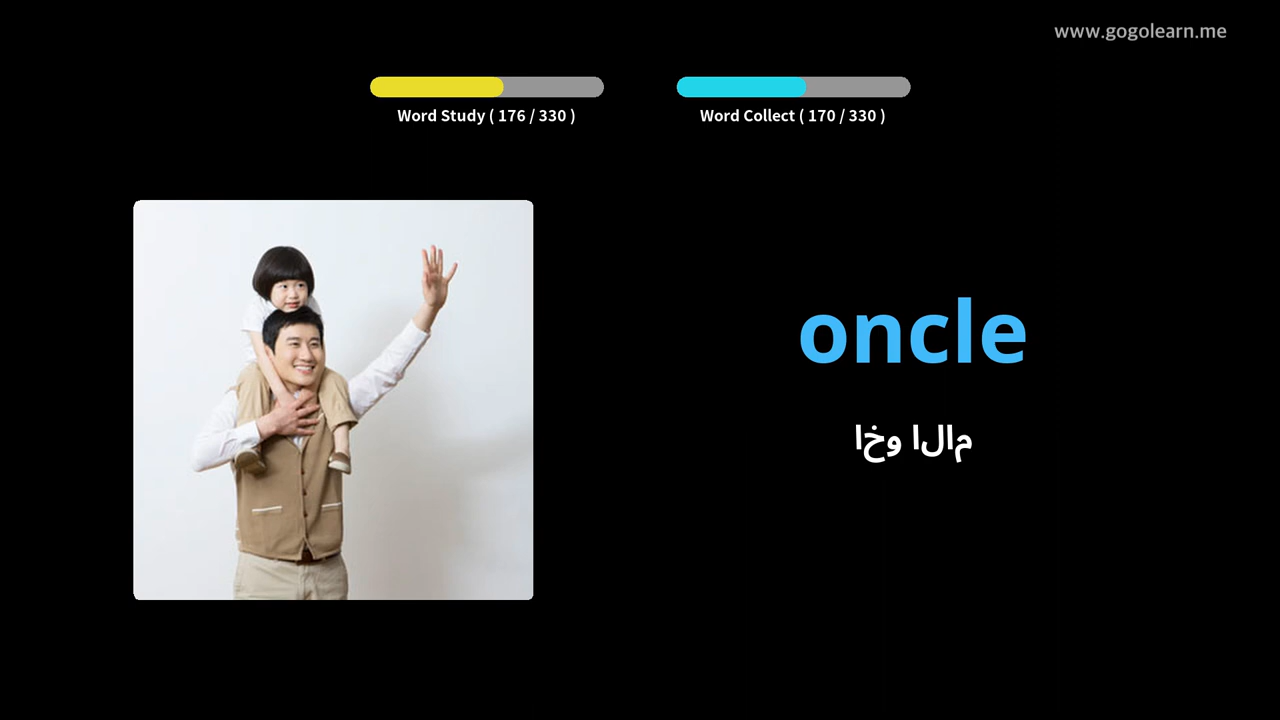 www.gogolearn.me
Word Study ( 176 / 330 )
Word Collect ( 170 / 330 )
oncle
اخو الام